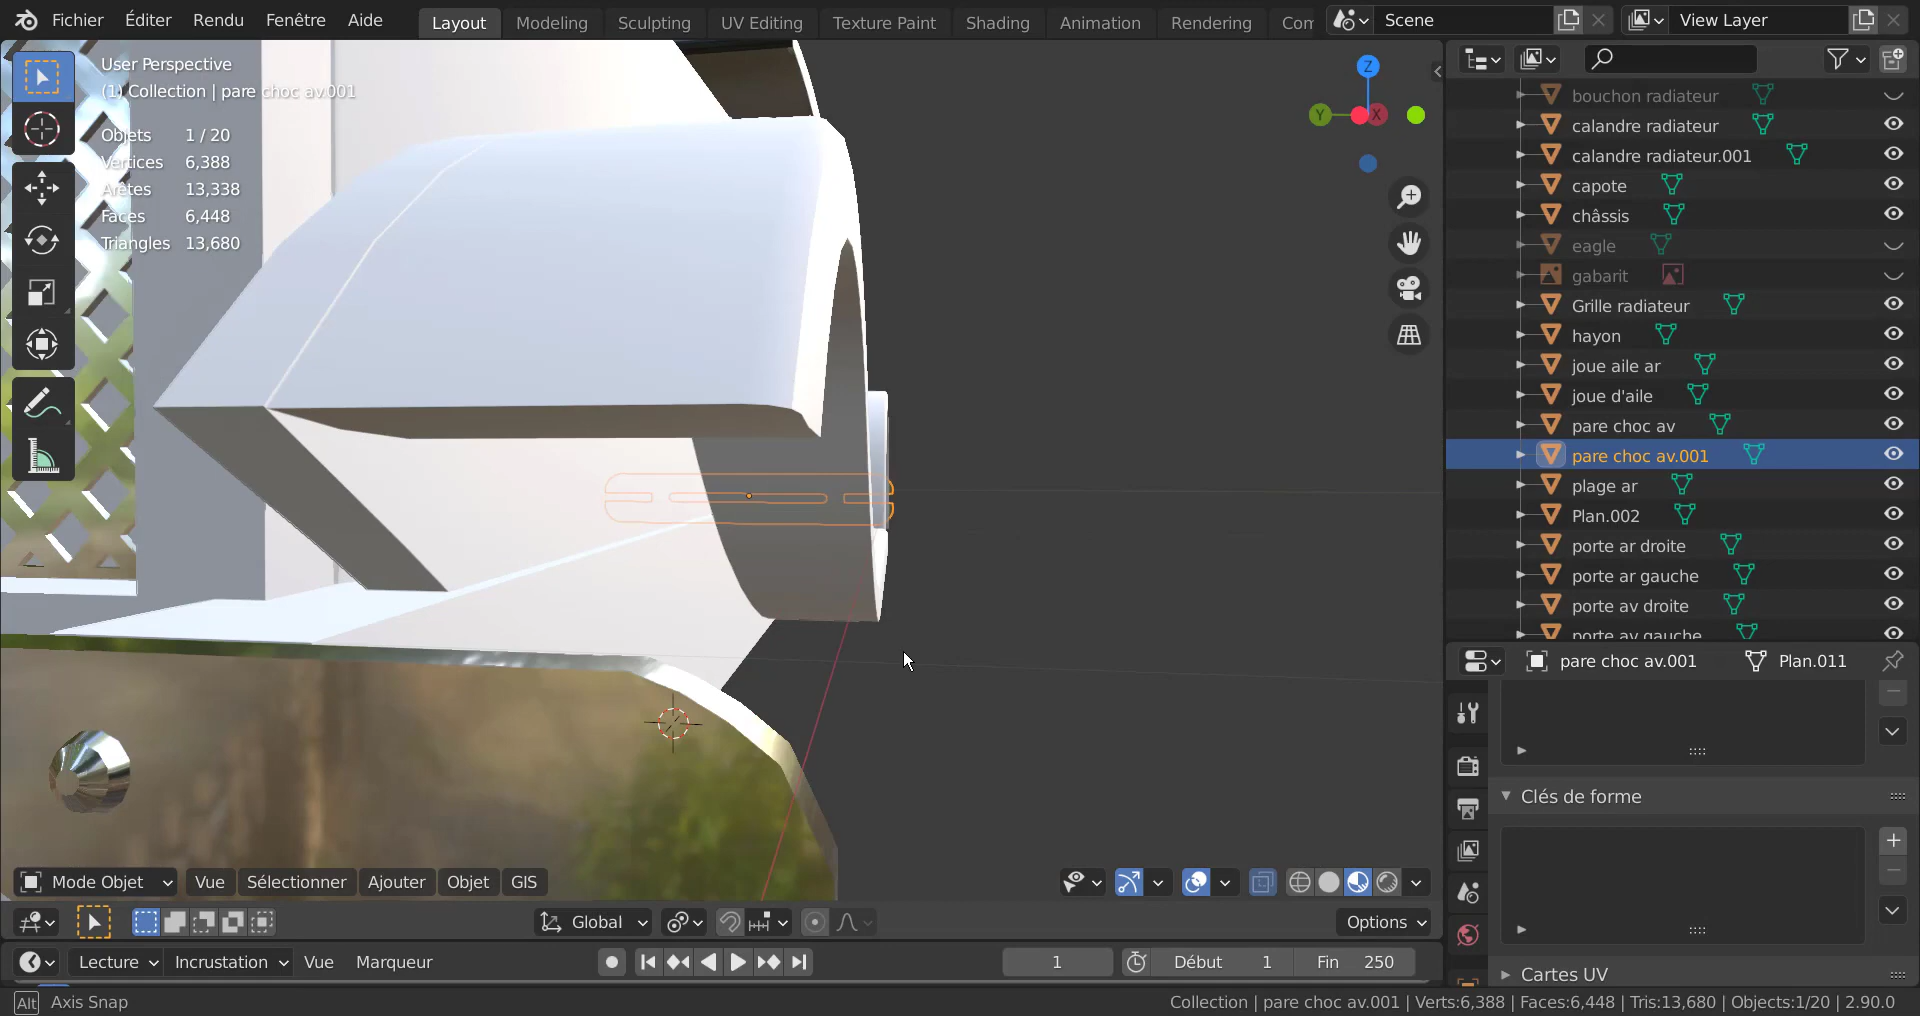 Fichier Éditer Rendu Fenêtre Aide Layout Modeling Sculpting UV Editing Texture Paint Shading Animation Rendering Com Scene View Layer
User Perspective
(1) Collection | pare choc av.001
Objets 1 / 20
Vertices 6,388
Arêtes 13,338
Faces 6,448
Triangles 13,680
Z
Y
X
bouchon radiateur
calandre radiateur
calandre radiateur.001
capote
châssis
eagle
gabarit
Grille radiateur
hayon
joue aile ar
joue d'aile
pare choc av
pare choc av.001
plage ar
Plan.002
porte ar droite
porte ar gauche
porte av droite
porte av gauche
pare choc av.001 Plan.011
Clés de forme
Cartes UV
Mode Objet Vue Sélectionner Ajouter Objet GIS
Global Options
Lecture Incrustation Vue Marqueur 1 Début 1 Fin 250
Alt Axis Snap
Collection | pare choc av.001 | Verts:6,388 | Faces:6,448 | Tris:13,680 | Objects:1/20 | 2.90.0